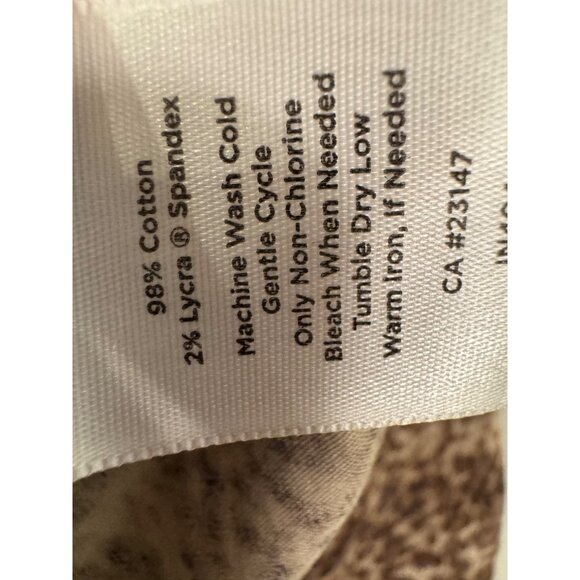 98% Cotton
2% Lycra ® Spandex
Machine Wash Cold
Gentle Cycle
Only Non-Chlorine
Bleach When Needed
Tumble Dry Low
Warm Iron, If Needed
CA #23147